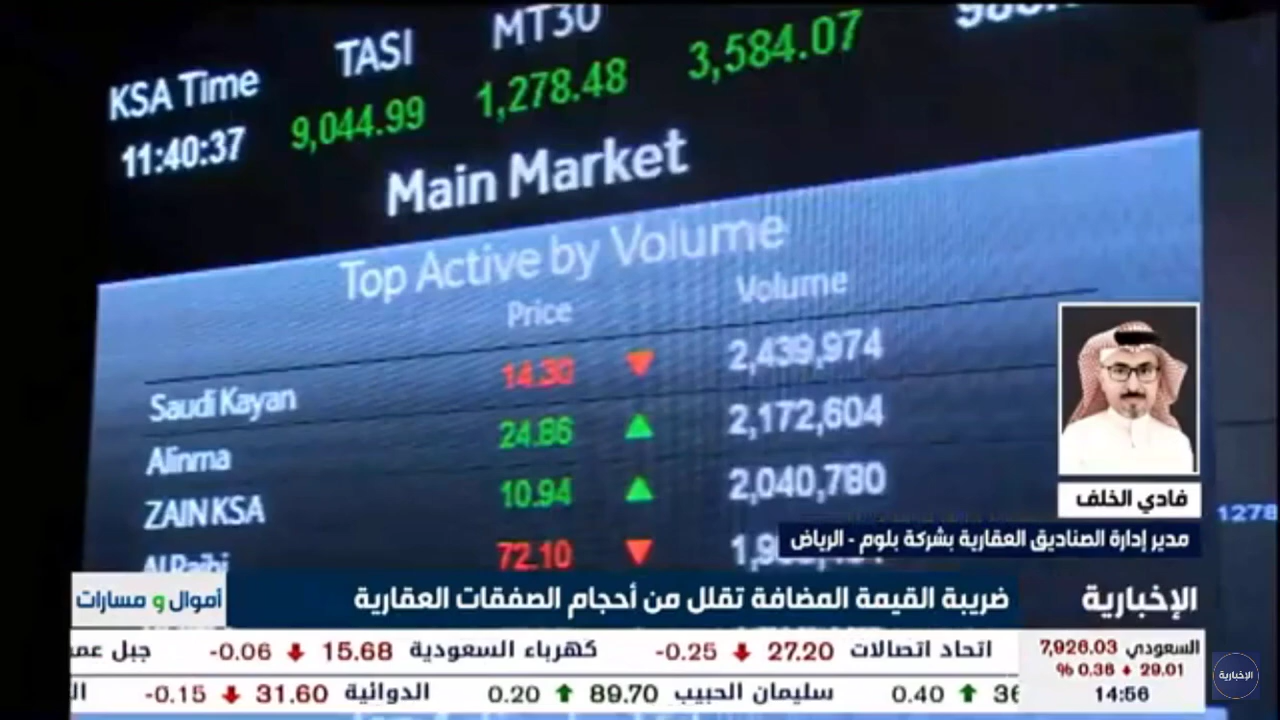 KSA Time TASI MT30
11:40:37 9,044.99 1,278.48 3,584.07
Main Market
Top Active by Volume
Price Volume
Saudi Kayan 14.30 ▼ 2,439,974
Alinma 24.86 ▲ 2,172,604
ZAIN KSA 10.94 ▲ 2,040,780
Al Rajhi 72.10 ▼
1278
فادي الخلف
مدير إدارة الصناديق العقارية بشركة بلوم - الرياض
الإخبارية ضريبة القيمة المضافة تقلل من أحجام الصفقات العقارية أموال و مسارات
السعودي 7,926.03
% 0.36 ↓ 29.01
14:56
اتحاد اتصالات 27.20 ↓ -0.25 كهرباء السعودية 15.68 ↓ -0.06 جبل
36 ↑ 0.40 سليمان الحبيب 89.70 ↑ 0.20 الدوائية 31.60 ↓ -0.15
الإخبارية